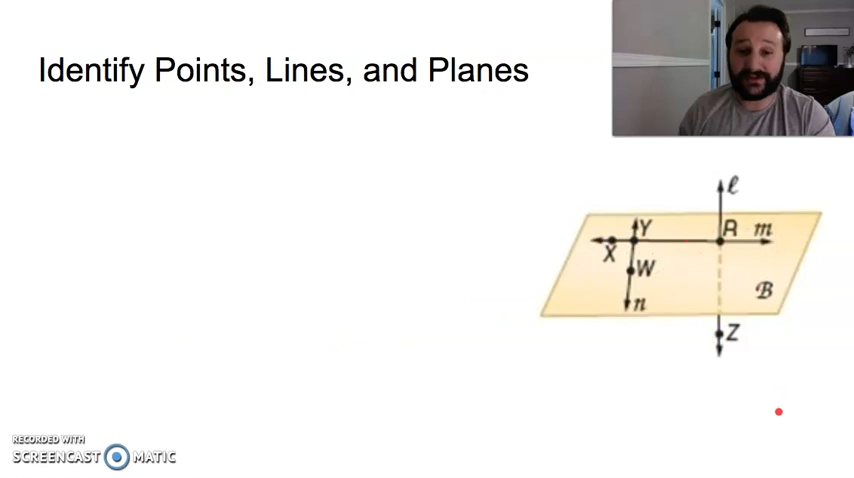 Identify Points, Lines, and Planes
ℓ
Y
R m
X
W
B
n
Z
RECORDED WITH
SCREENCAST MATIC